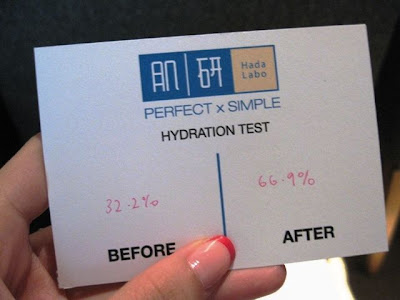 肌研
Hada
Labo
PERFECT x SIMPLE
HYDRATION TEST
32.2%
66.9%
BEFORE
AFTER